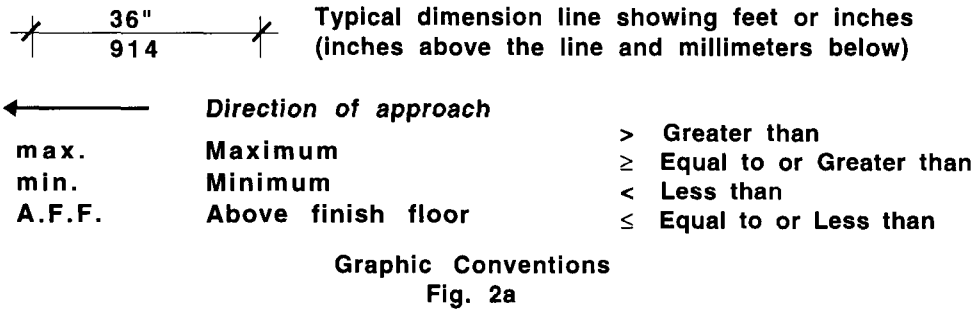 36"
914
Typical dimension line showing feet or inches
(inches above the line and millimeters below)
Direction of approach
max. Maximum
min. Minimum
A.F.F. Above finish floor
> Greater than
≥ Equal to or Greater than
< Less than
≤ Equal to or Less than
Graphic Conventions
Fig. 2a